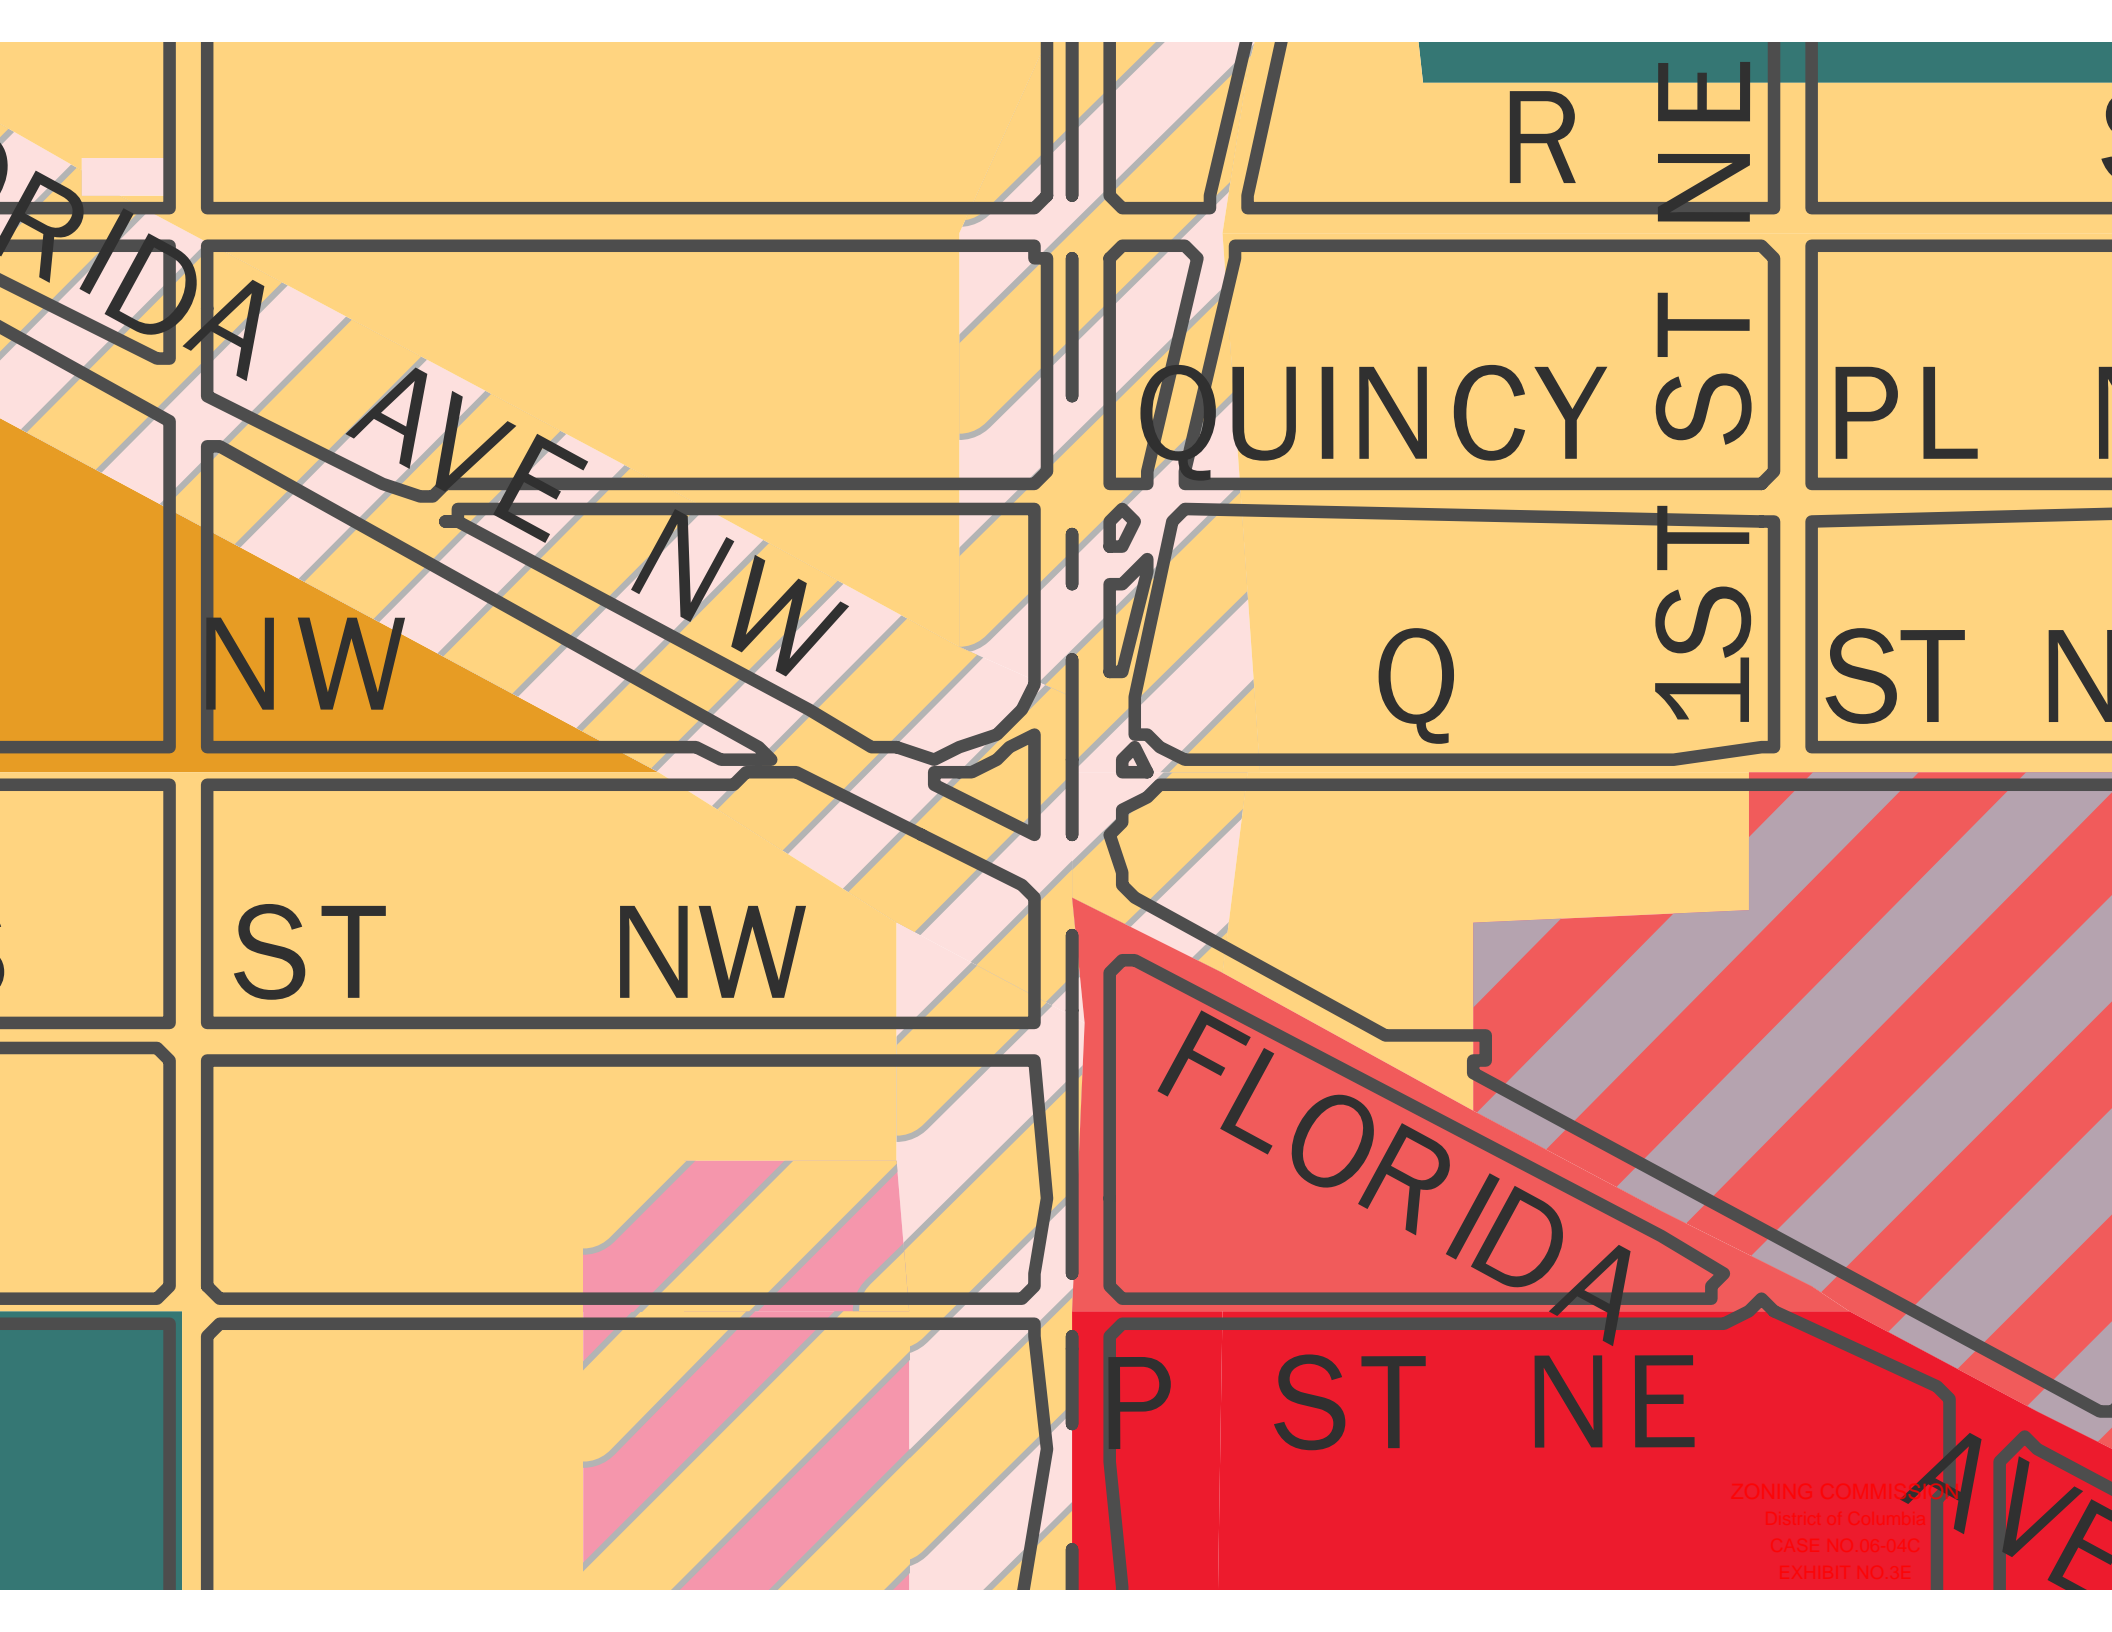 R
1ST ST NE
RIDA AVE NW
QUINCY PL
NW
Q ST
ST NW
FLORIDA AVE
P ST NE
ZONING COMMISSION
District of Columbia
CASE NO.06-04C
EXHIBIT NO.3E